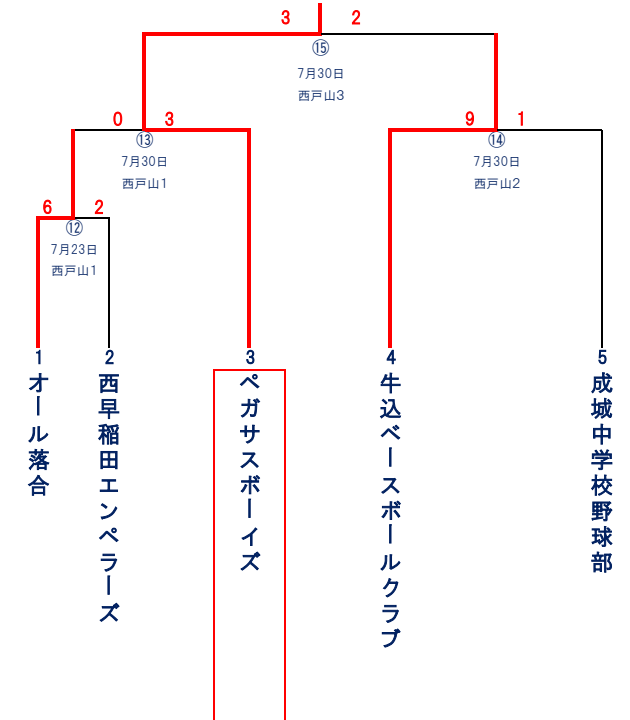 3 2
⑮
7月30日
西戸山3
0 3
9 1
⑬
7月30日
西戸山1
⑭
7月30日
西戸山2
6 2
⑫
7月23日
西戸山1
1
オール落合
2
西早稲田エンペラーズ
3
ペガサスボーイズ
4
牛込ベースボールクラブ
5
成城中学校野球部